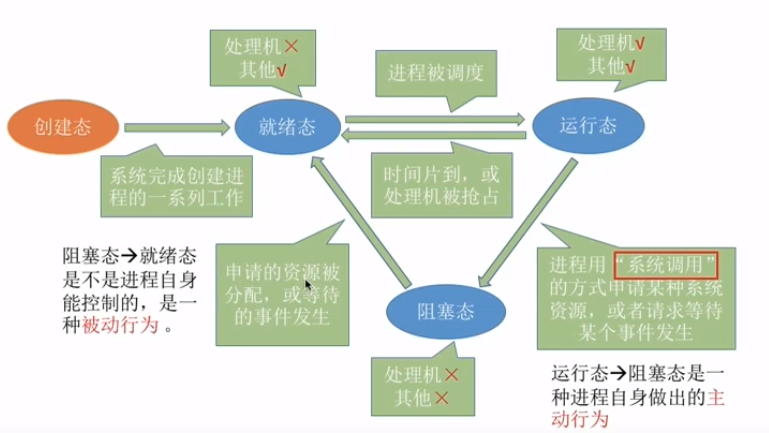 处理机×
其他√
处理机√
其他√
进程被调度
创建态
就绪态
运行态
系统完成创建进
程的一系列工作
时间片到，或
处理机被抢占
阻塞态→就绪态
是不是进程自身
能控制的，是一
种被动行为。
申请的资源被
分配，或等待
的事件发生
进程用“系统调用”
的方式申请某种系统
资源，或者请求等待
某个事件发生
阻塞态
处理机×
其他×
运行态→阻塞态是一
种进程自身做出的主
动行为